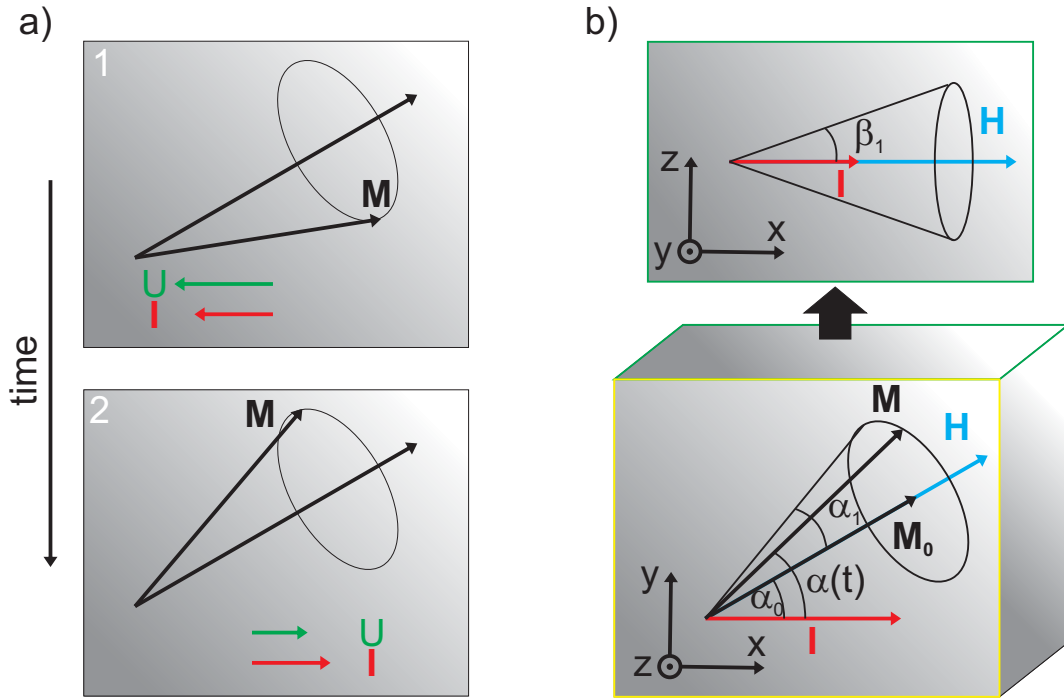 a)
1
M
U
I
time
2
M
U
I
b)
H
β₁
I
z
y
x
M
H
α₁
M₀
α(t)
α₀
y
I
x
z